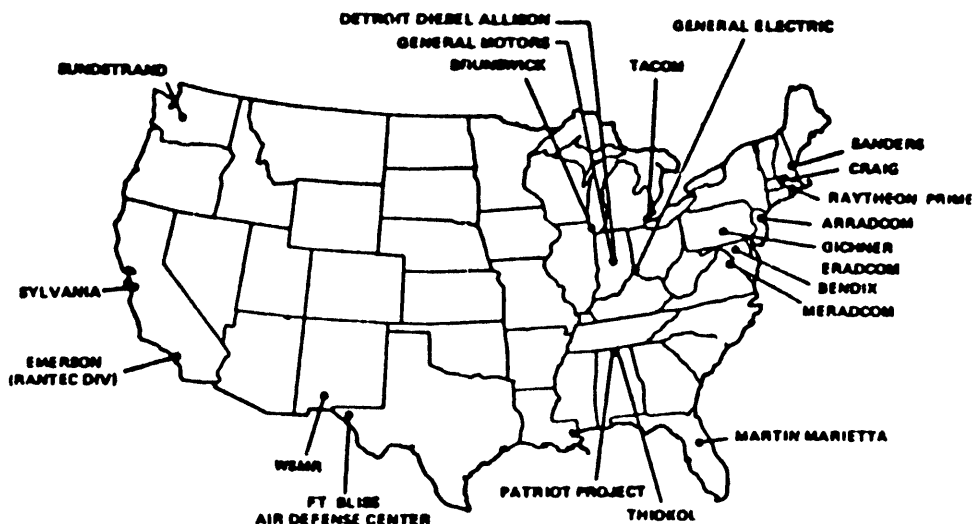 DETROIT DIESEL ALLISON
GENERAL MOTORS
BRUNSWICK
GENERAL ELECTRIC
TACOM
SUNDSTRAND
SANDERS
CRAIG
RAYTHEON PRIME
ARRADCOM
GICHNER
ERADCOM
BENDIX
MERADCOM
SYLVANIA
EMERSON
(RANTEC DIV)
MARTIN MARIETTA
WSMR
FT BLISS
AIR DEFENSE CENTER
PATRIOT PROJECT
THIOKOL